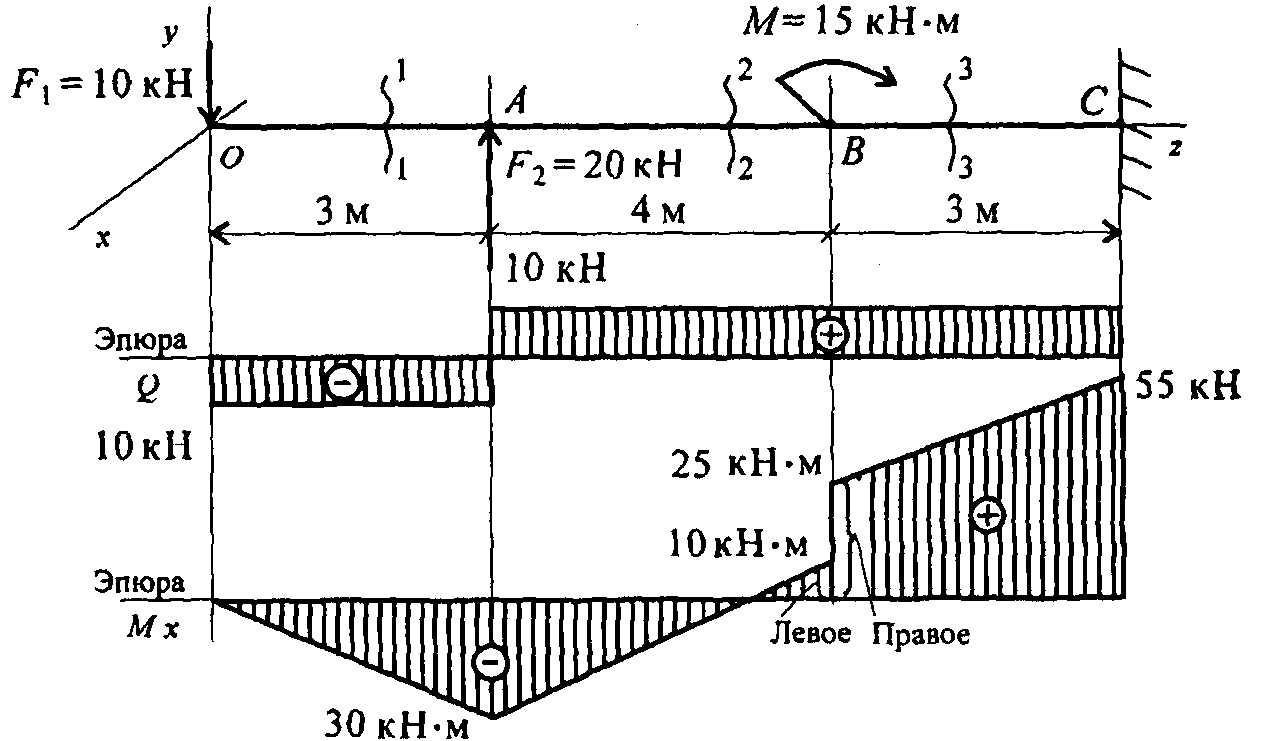 y
M = 15 кН·м
F₁ = 10 кН
1
2
3
A
C
O
B
z
1
F₂ = 20 кН
2
3
x
3 м
4 м
3 м
10 кН
Эпюра
+
Q
−
10 кН
55 кН
25 кН·м
+
10 кН·м
Эпюра
Mx
Левое
Правое
−
30 кН·м